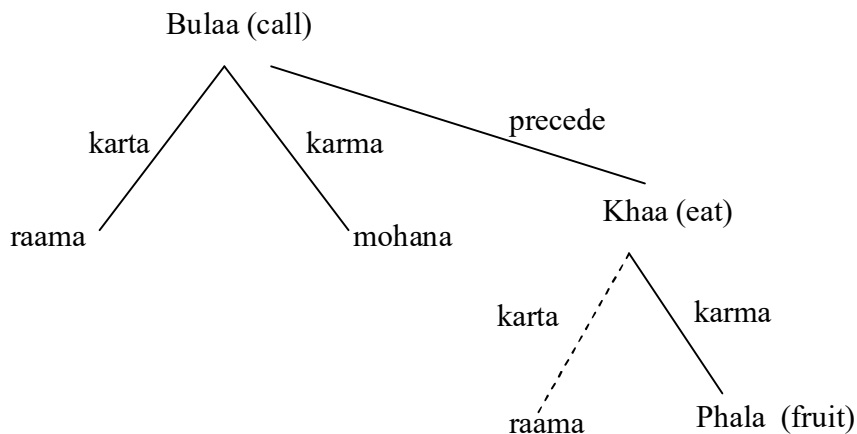 Bulaa (call)
precede
karta karma
Khaa (eat)
raama mohana
karta karma
raama Phala (fruit)